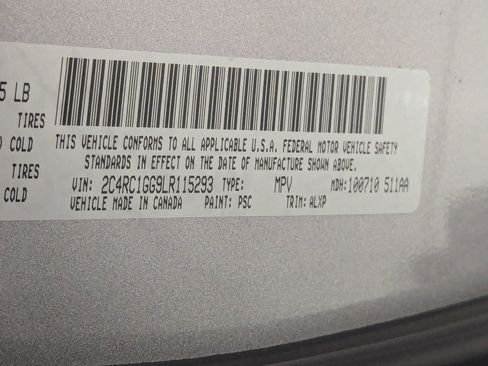 5 LB
TIRES
COLD
THIS VEHICLE CONFORMS TO ALL APPLICABLE U.S.A. FEDERAL MOTOR VEHICLE SAFETY
TIRES
STANDARDS IN EFFECT ON THE DATE OF MANUFACTURE SHOWN ABOVE.
COLD
VIN: 2C4RC1GG9LR115293 TYPE: MPV MDH: 100710 511AA
VEHICLE MADE IN CANADA PAINT: PSC TRIM: ALXP